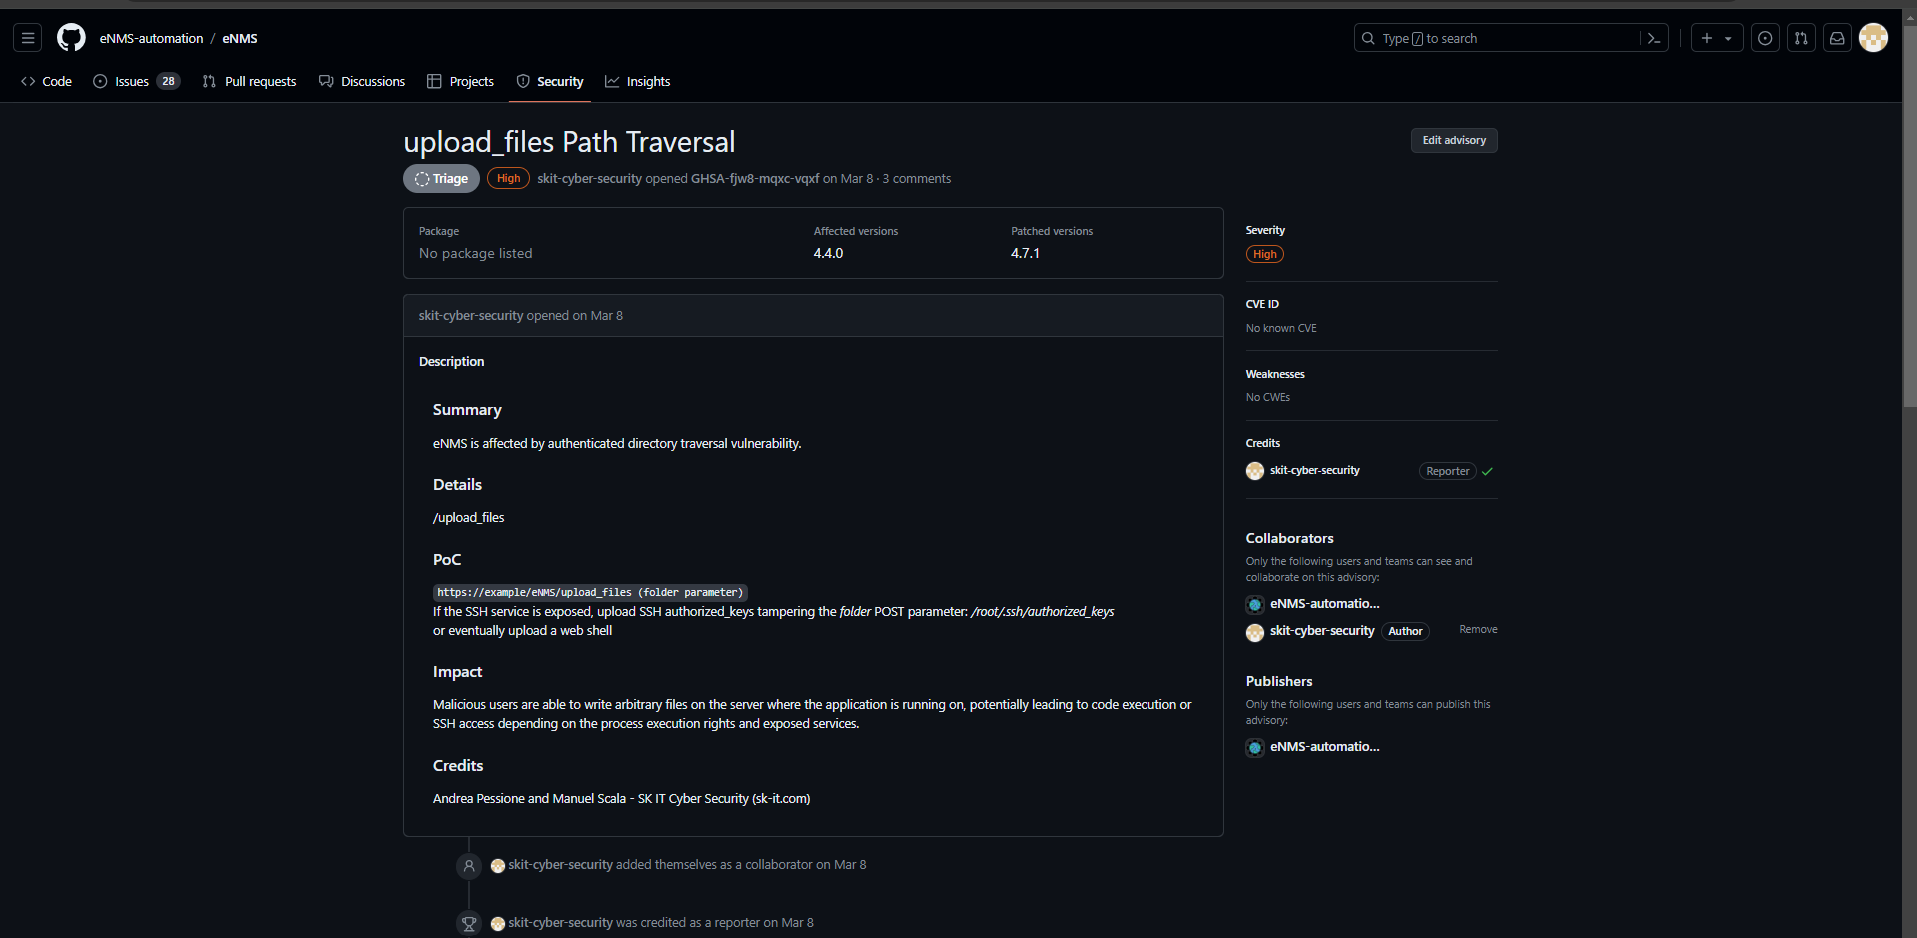 eNMS-automation / eNMS
Type / to search
Code
Issues 28
Pull requests
Discussions
Projects
Security
Insights
upload_files Path Traversal
Edit advisory
Triage
High
skit-cyber-security opened GHSA-fjw8-mqxc-vqxf on Mar 8 · 3 comments
Package
No package listed
Affected versions
4.4.0
Patched versions
4.7.1
skit-cyber-security opened on Mar 8
Description
Summary
eNMS is affected by authenticated directory traversal vulnerability.
Details
/upload_files
PoC
https://example/eNMS/upload_files (folder parameter)
If the SSH service is exposed, upload SSH authorized_keys tampering the folder POST parameter: /root/.ssh/authorized_keys
or eventually upload a web shell
Impact
Malicious users are able to write arbitrary files on the server where the application is running on, potentially leading to code execution or
SSH access depending on the process execution rights and exposed services.
Credits
Andrea Pessione and Manuel Scala - SK IT Cyber Security (sk-it.com)
skit-cyber-security added themselves as a collaborator on Mar 8
skit-cyber-security was credited as a reporter on Mar 8
Severity
High
CVE ID
No known CVE
Weaknesses
No CWEs
Credits
skit-cyber-security Reporter
Collaborators
Only the following users and teams can see and
collaborate on this advisory:
eNMS-automatio...
skit-cyber-security Author Remove
Publishers
Only the following users and teams can publish this
advisory:
eNMS-automatio...